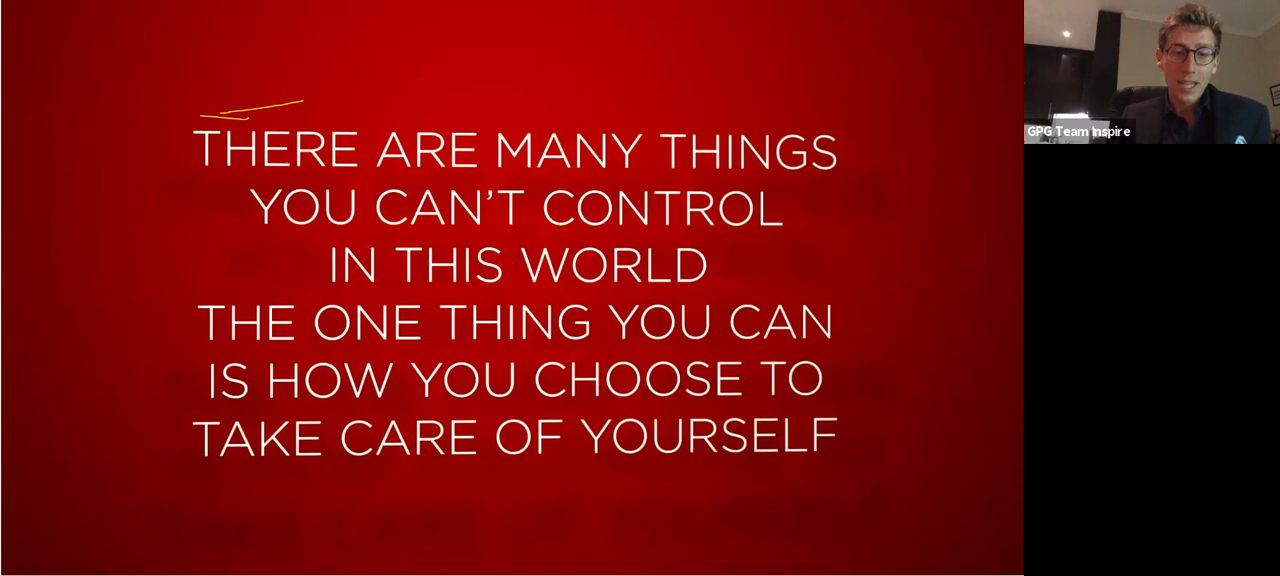 THERE ARE MANY THINGS
YOU CAN'T CONTROL
IN THIS WORLD
THE ONE THING YOU CAN
IS HOW YOU CHOOSE TO
TAKE CARE OF YOURSELF
GPG Team Inspire